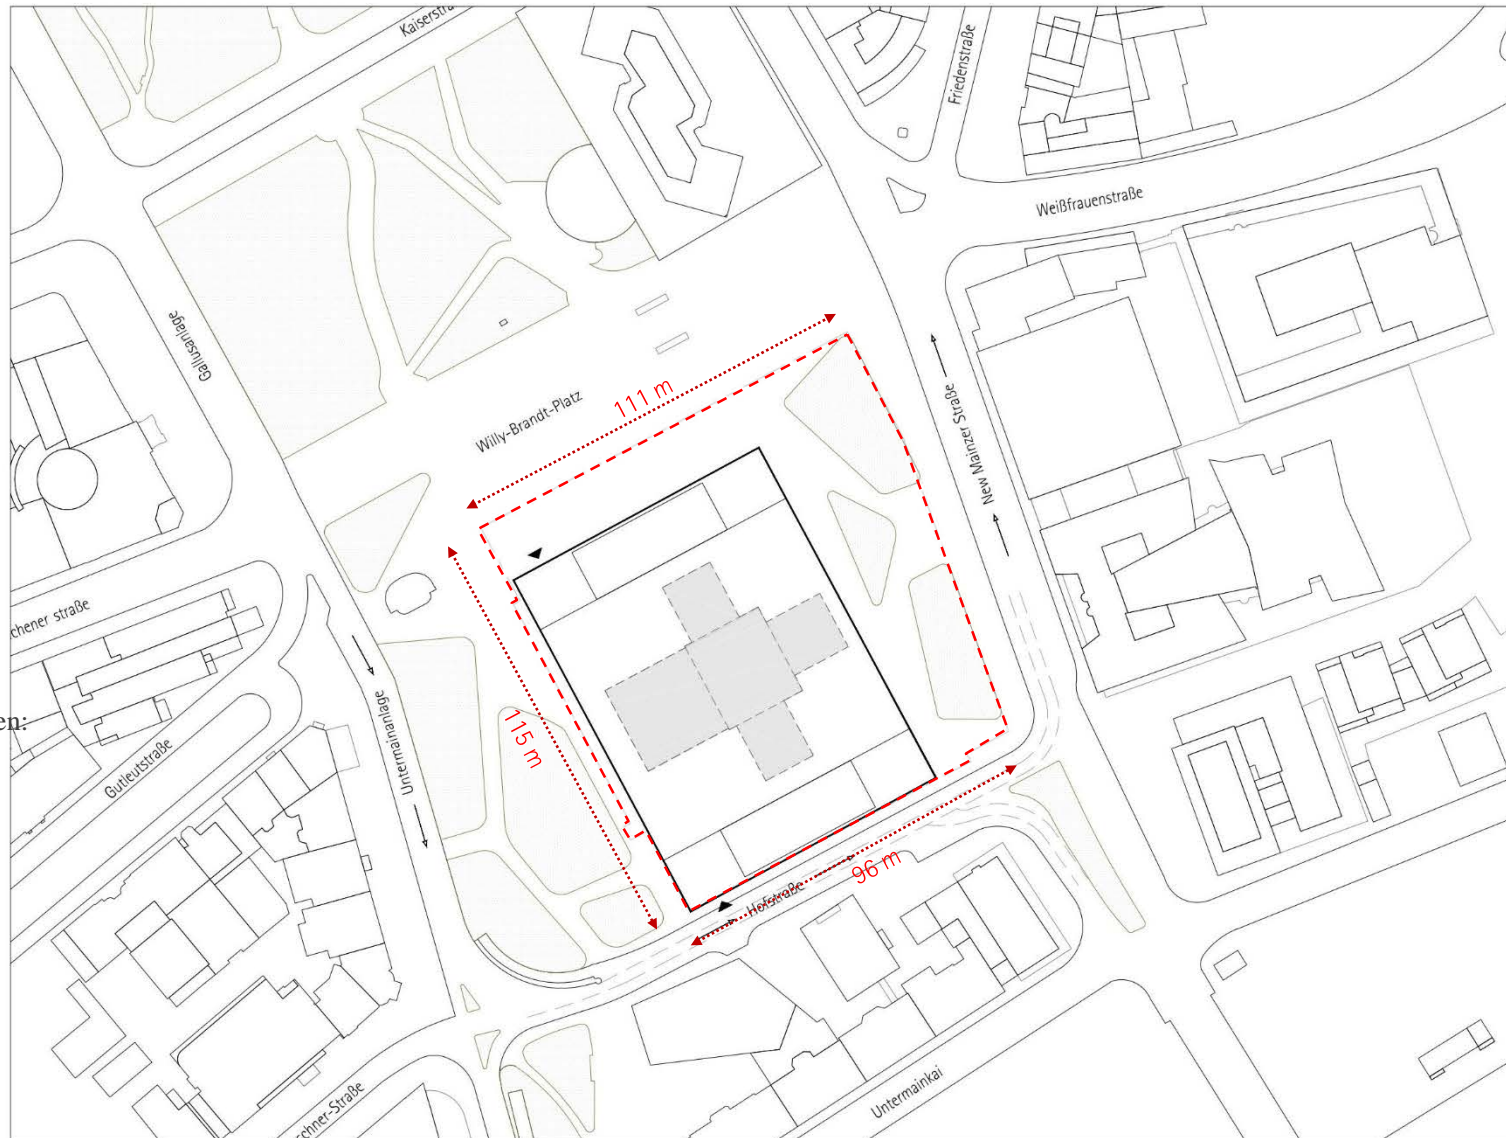 Kaiserstra
Friedenstraße
Weißfrauenstraße
Gallusanlage
111 m
Willy-Brandt-Platz
New Mainzer Straße
chener straße
115 m
en:
Untermainanlage
Gutleutstraße
96 m
Hofstraße
Untermainkai
chner-Straße